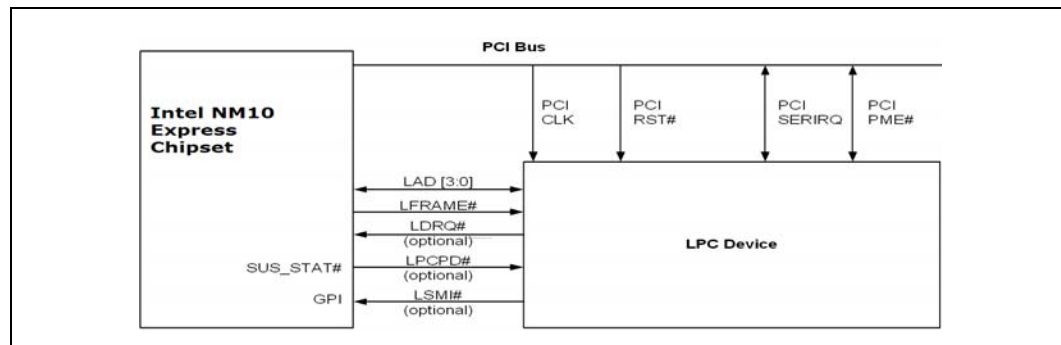 PCI Bus
Intel NM10
Express
Chipset
PCI
CLK
PCI
RST#
PCI
SERIRQ
PCI
PME#
LAD [3:0]
LFRAME#
LDRQ#
(optional)
LPC Device
SUS_STAT#
LPCPD#
(optional)
GPI
LSMI#
(optional)